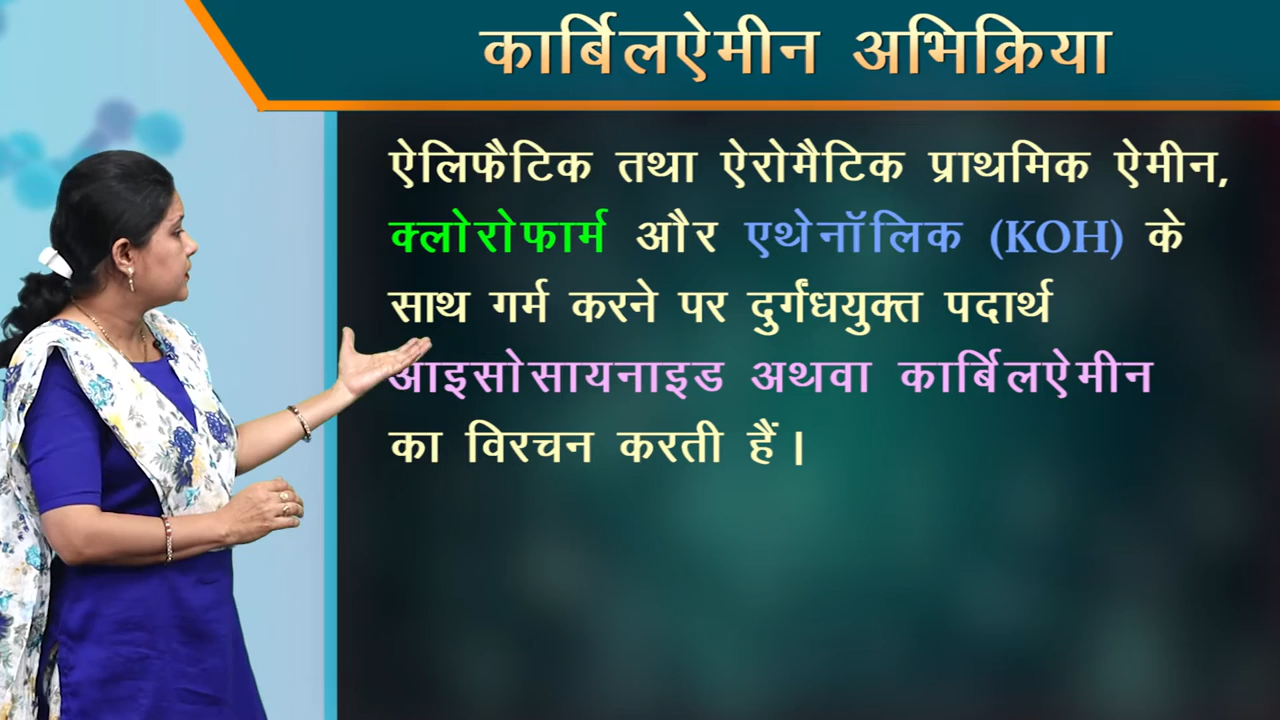 कार्बिलऐमीन अभिक्रिया
ऐलिफैटिक तथा ऐरोमैटिक प्राथमिक ऐमीन,
क्लोरोफार्म और एथेनॉलिक (KOH) के
साथ गर्म करने पर दुर्गंधयुक्त पदार्थ
आइसोसायनाइड अथवा कार्बिलऐमीन
का विरचन करती हैं।